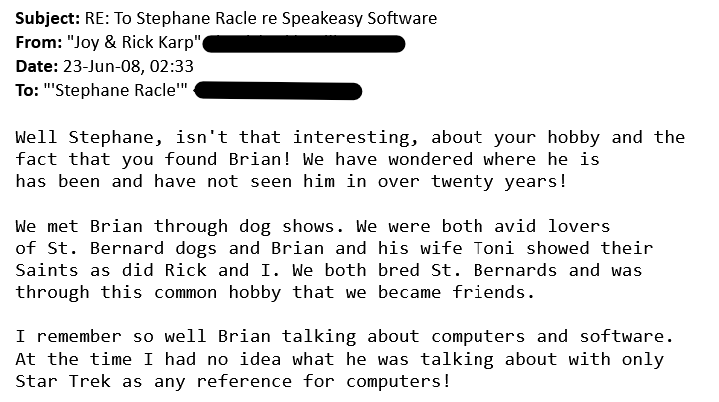 Subject: RE: To Stephane Racle re Speakeasy Software
From: "Joy & Rick Karp"
Date: 23-Jun-08, 02:33
To: "'Stephane Racle'"
Well Stephane, isn't that interesting, about your hobby and the
fact that you found Brian! We have wondered where he is
has been and have not seen him in over twenty years!
We met Brian through dog shows. We were both avid lovers
of St. Bernard dogs and Brian and his wife Toni showed their
Saints as did Rick and I. We both bred St. Bernards and was
through this common hobby that we became friends.
I remember so well Brian talking about computers and software.
At the time I had no idea what he was talking about with only
Star Trek as any reference for computers!